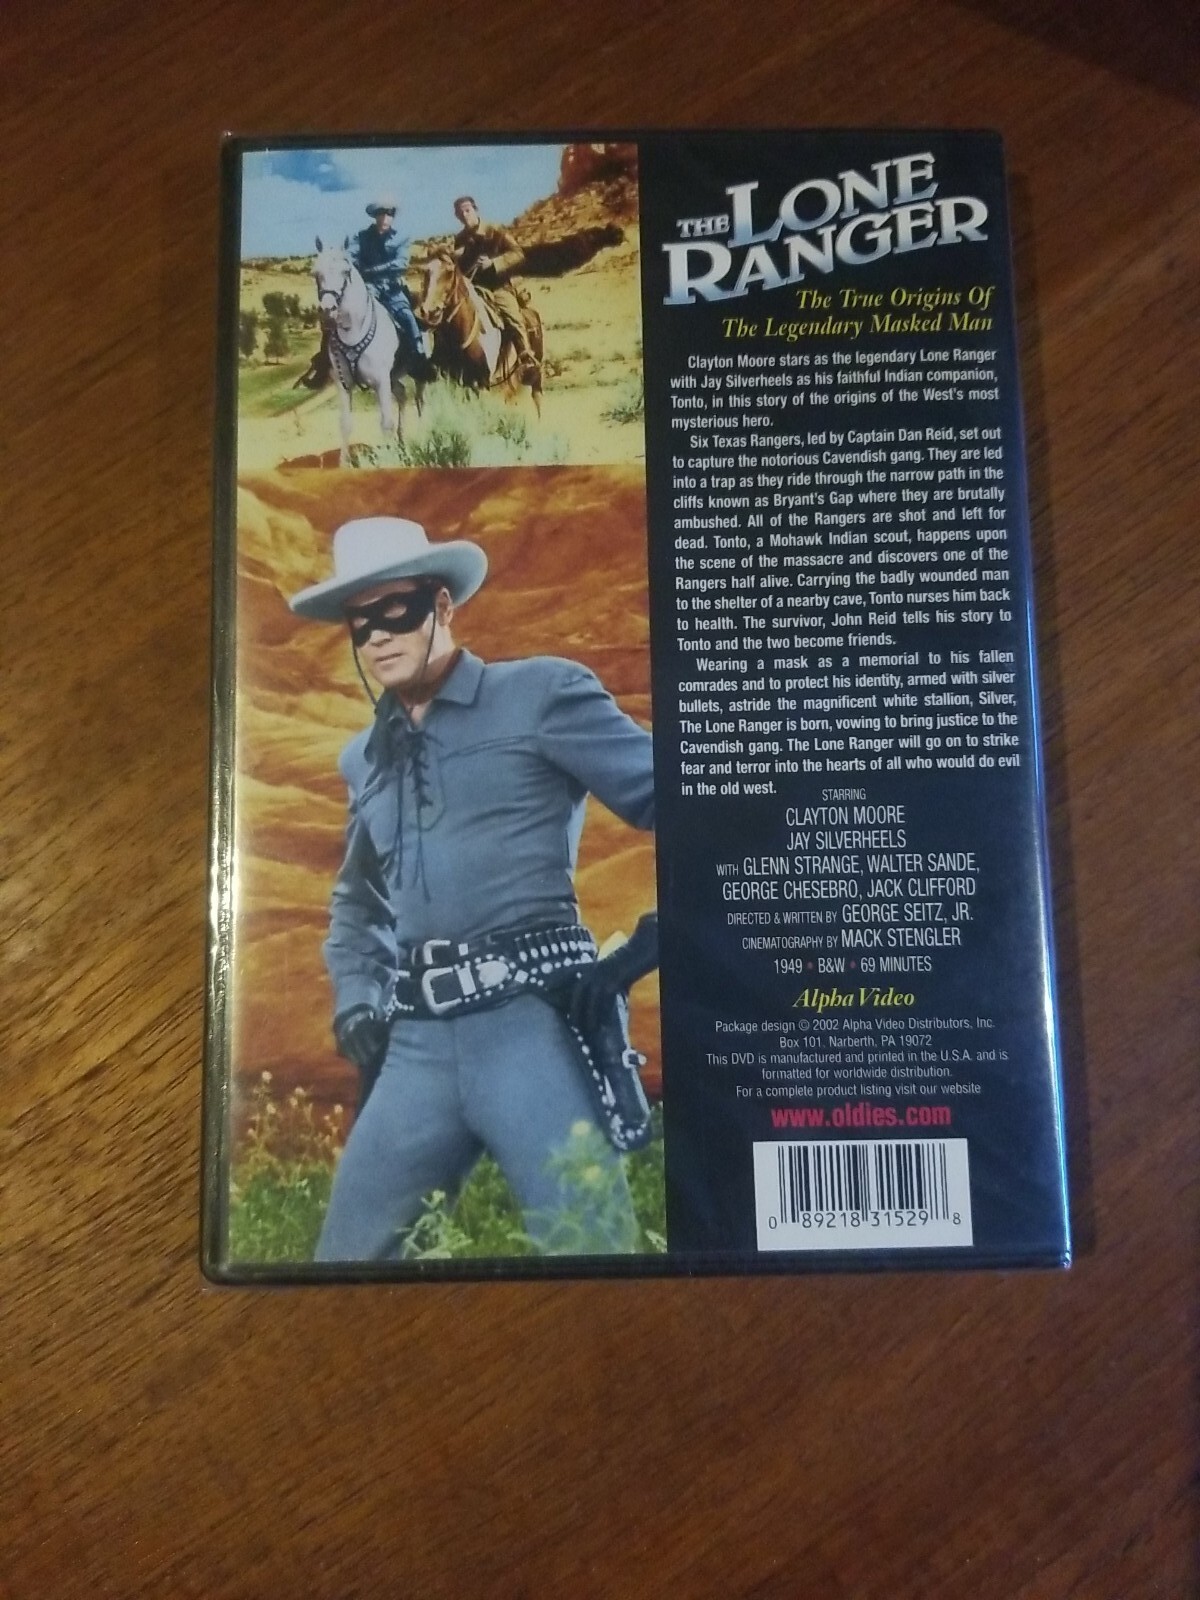 THE LONE
RANGER
The True Origins Of
The Legendary Masked Man
Clayton Moore stars as the legendary Lone Ranger
with Jay Silverheels as his faithful Indian companion,
Tonto, in this story of the origins of the West's most
mysterious hero.
Six Texas Rangers, led by Captain Dan Reid, set out
to capture the notorious Cavendish gang. They are led
into a trap as they ride through the narrow path in the
cliffs known as Bryant's Gap where they are brutally
ambushed. All of the Rangers are shot and left for
dead. Tonto, a Mohawk Indian scout, happens upon
the scene of the massacre and discovers one of the
Rangers half alive. Carrying the badly wounded man
to the shelter of a nearby cave, Tonto nurses him back
to health. The survivor, John Reid tells his story to
Tonto and the two become friends.
Wearing a mask as a memorial to his fallen
comrades and to protect his identity, armed with silver
bullets, astride the magnificent white stallion, Silver,
The Lone Ranger is born, vowing to bring justice to the
Cavendish gang. The Lone Ranger will go on to strike
fear and terror into the hearts of all who would do evil
in the old west.
STARRING
CLAYTON MOORE
JAY SILVERHEELS
WITH GLENN STRANGE, WALTER SANDE,
GEORGE CHESEBRO, JACK CLIFFORD
DIRECTED & WRITTEN BY GEORGE SEITZ, JR.
CINEMATOGRAPHY BY MACK STENGLER
1949 • B&W • 69 MINUTES
Alpha Video
Package design © 2002 Alpha Video Distributors, Inc.
Box 101, Narberth, PA 19072
This DVD is manufactured and printed in the U.S.A. and is
formatted for worldwide distribution.
For a complete product listing visit our website
www.oldies.com
0 89218 31529 8